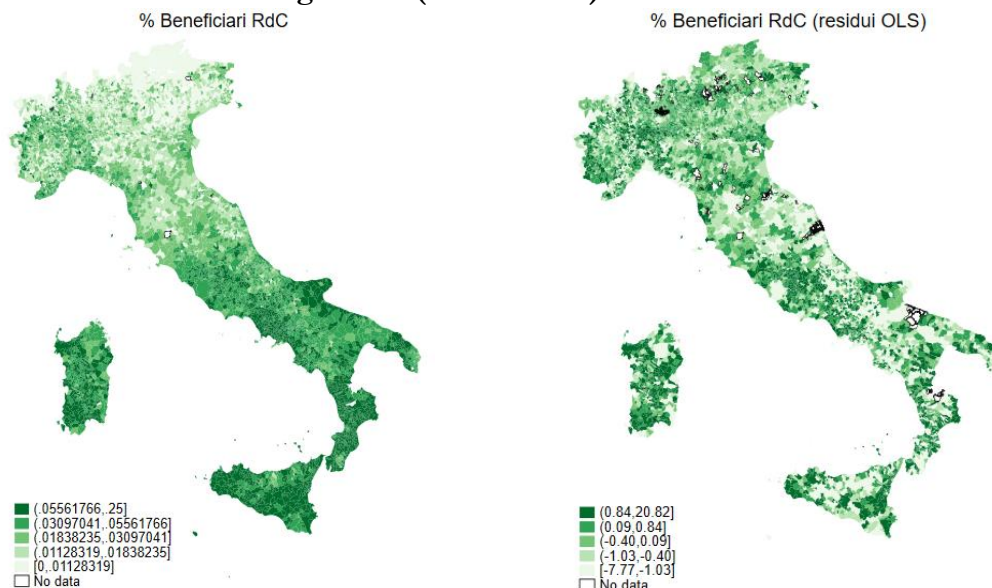 % Beneficiari RdC
(.05561766,.25]
(.03097041,.05561766]
(.01838235,.03097041]
(.01128319,.01838235]
[0,.01128319]
No data
% Beneficiari RdC (residui OLS)
(0.84,20.82]
(0.09,0.84]
(-0.40,0.09]
(-1.03,-0.40]
[-7.77,-1.03]
No data